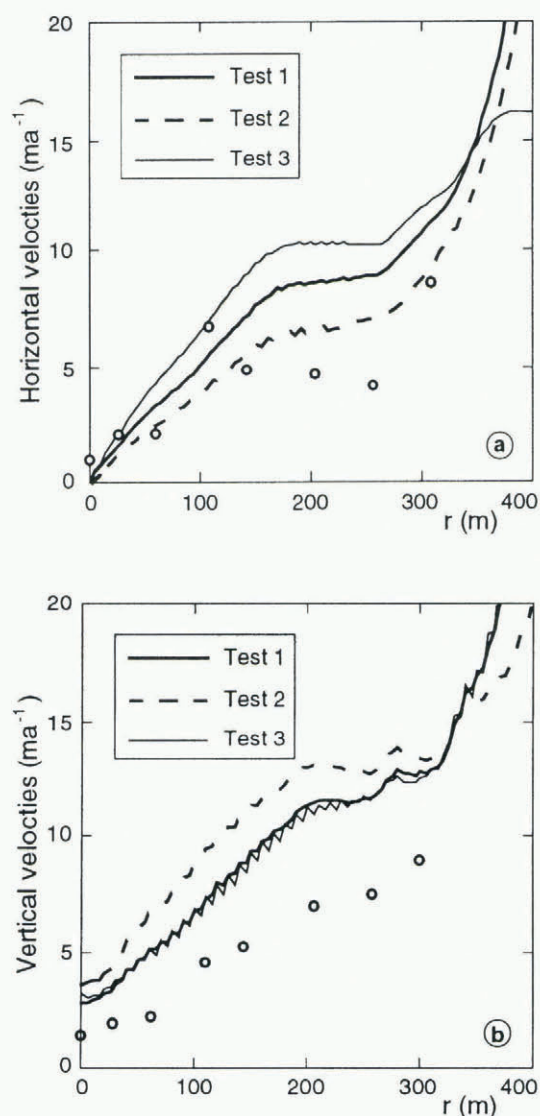 20
15
10
5
0
Horizontal velocties (ma⁻¹)
Test 1
Test 2
Test 3
a
0 100 200 300 400
r (m)
20
15
10
5
0
Vertical velocties (ma⁻¹)
Test 1
Test 2
Test 3
b
0 100 200 300 400
r (m)